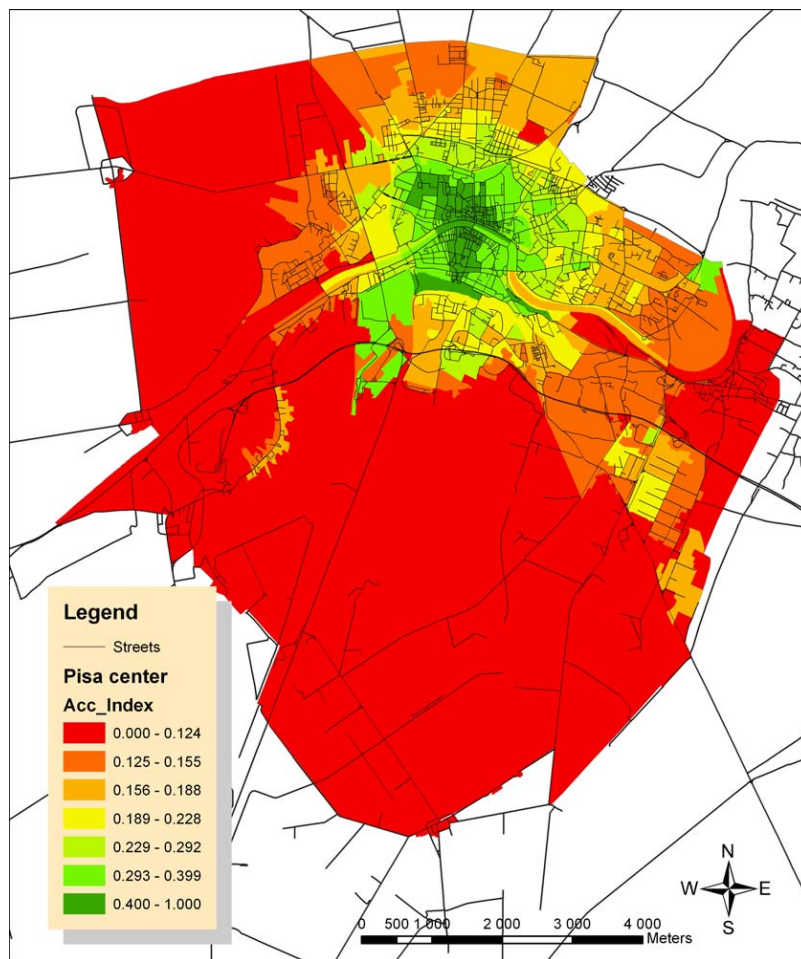 Legend
Streets
Pisa center
Acc_Index
0.000 - 0.124
0.125 - 0.155
0.156 - 0.188
0.189 - 0.228
0.229 - 0.292
0.293 - 0.399
0.400 - 1.000
N
W E
S
0 500 1 000 2 000 3 000 4 000
Meters